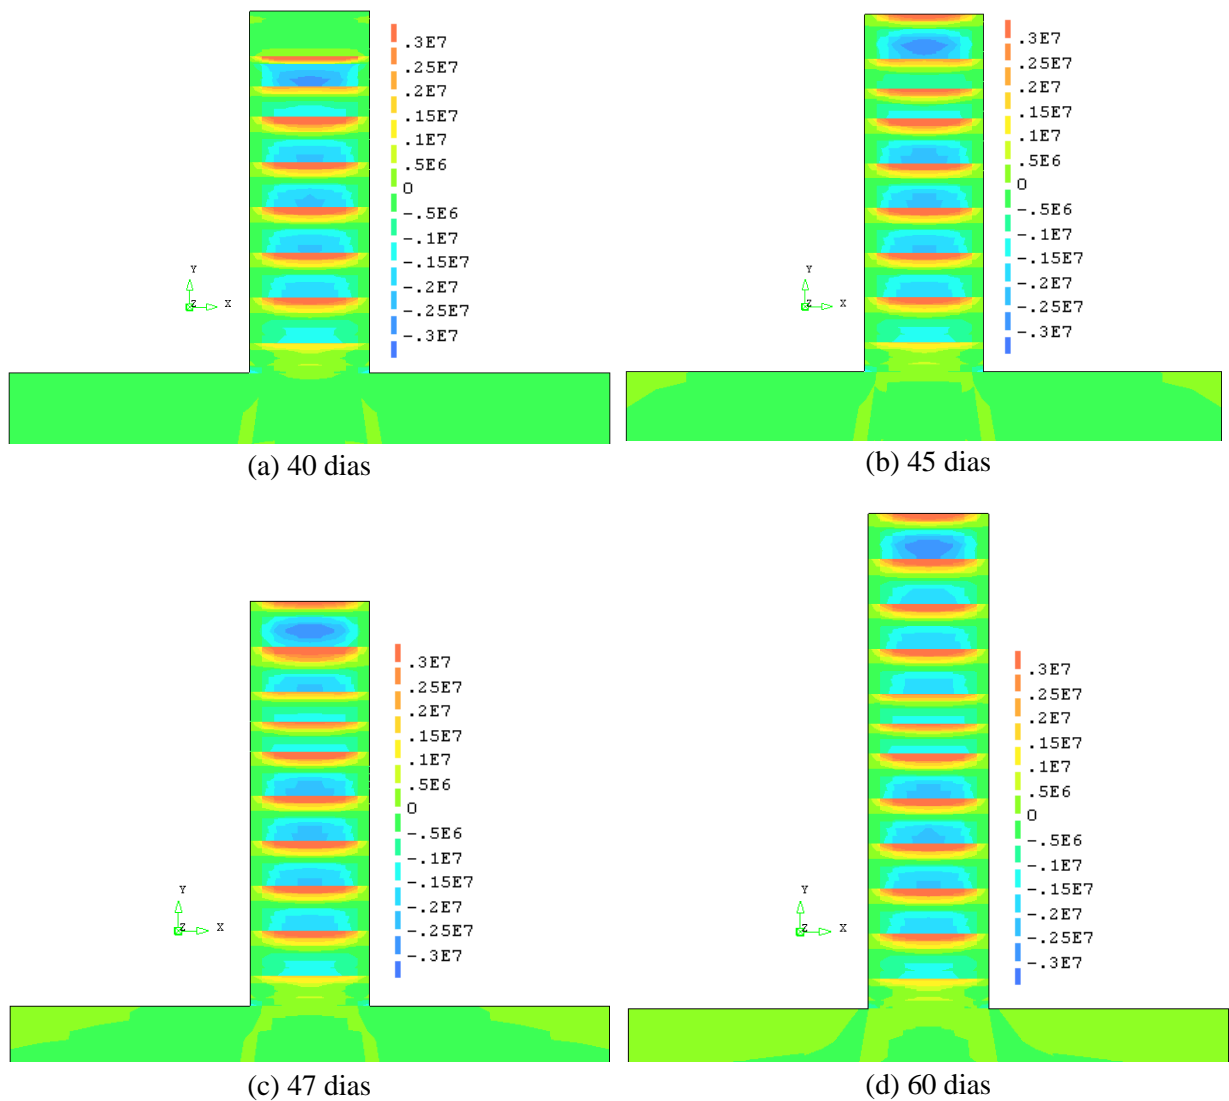 .3E7
.25E7
.2E7
.15E7
.1E7
.5E6
0
-.5E6
-.1E7
-.15E7
-.2E7
-.25E7
-.3E7
Y
Z
X
(a) 40 dias
.3E7
.25E7
.2E7
.15E7
.1E7
.5E6
0
-.5E6
-.1E7
-.15E7
-.2E7
-.25E7
-.3E7
Y
Z
X
(b) 45 dias
.3E7
.25E7
.2E7
.15E7
.1E7
.5E6
0
-.5E6
-.1E7
-.15E7
-.2E7
-.25E7
-.3E7
Y
Z
X
(c) 47 dias
.3E7
.25E7
.2E7
.15E7
.1E7
.5E6
0
-.5E6
-.1E7
-.15E7
-.2E7
-.25E7
-.3E7
Y
Z
X
(d) 60 dias